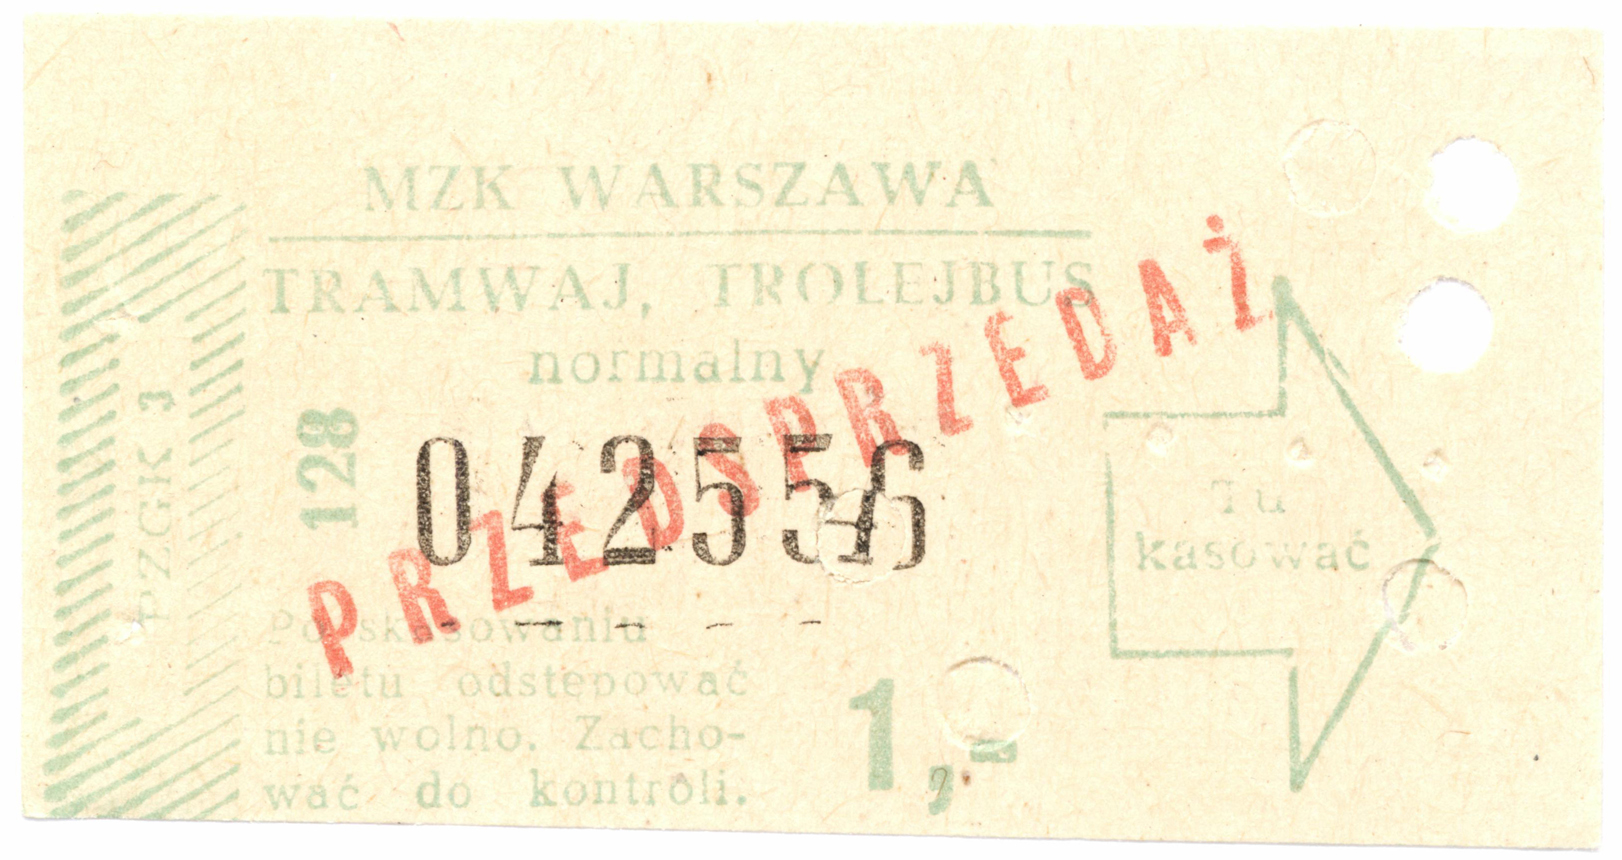 MZK WARSZAWA
TRAMWAJ, TROLEJBUS
normalny
PRZEDSPRZEDAŻ
PZGK 3
128
042556
Tu
kasować
Po skasowaniu
biletu odstępować
nie wolno. Zacho-
wać do kontroli.
1,-